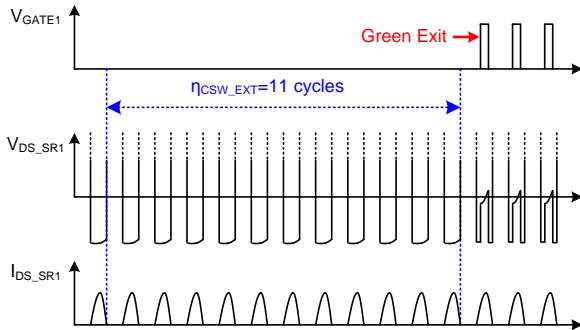 VGATE1
Green Exit
ηCSW_EXT=11 cycles
VDS_SR1
IDS_SR1